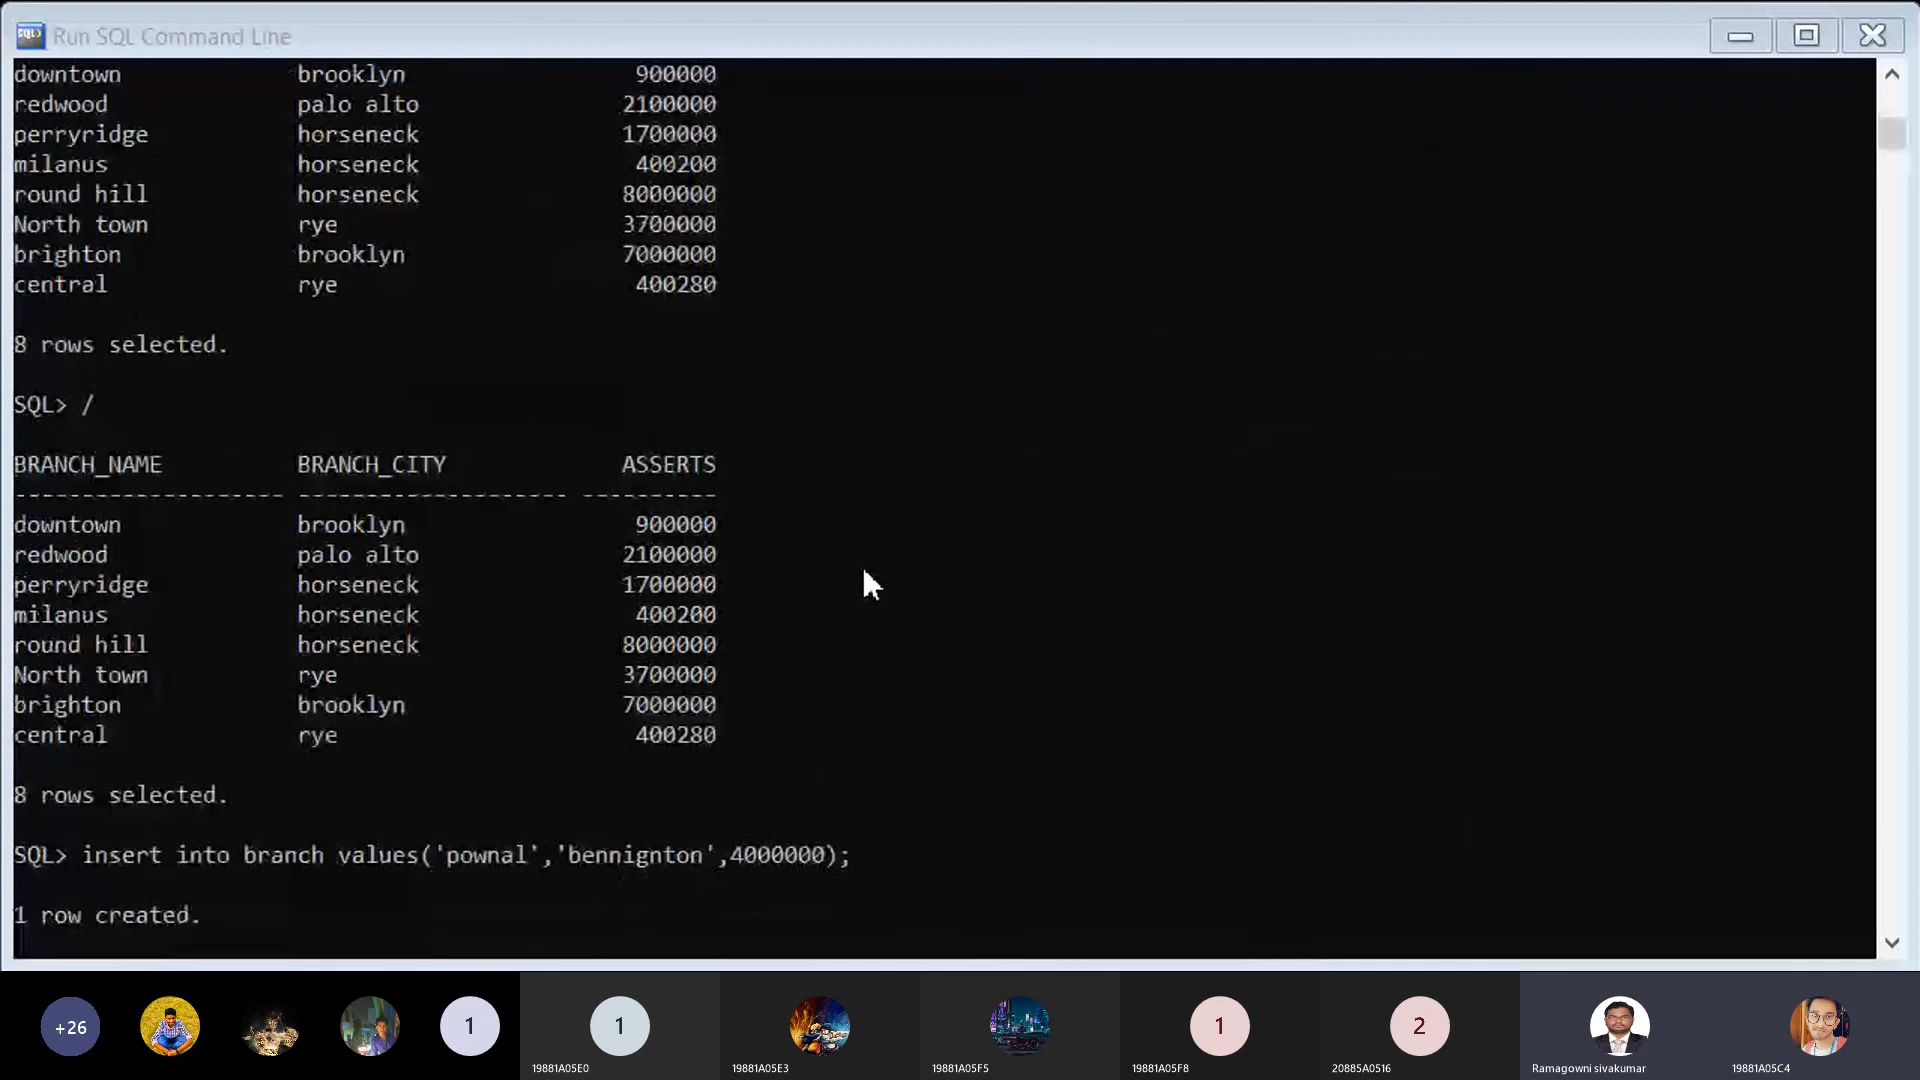 SQL>
Run SQL Command Line
downtown brooklyn 900000
redwood palo alto 2100000
perryridge horseneck 1700000
milanus horseneck 400200
round hill horseneck 8000000
North town rye 3700000
brighton brooklyn 7000000
central rye 400280
8 rows selected.
SQL> /
BRANCH_NAME BRANCH_CITY ASSERTS
-------------------- -------------------- ----------
downtown brooklyn 900000
redwood palo alto 2100000
perryridge horseneck 1700000
milanus horseneck 400200
round hill horseneck 8000000
North town rye 3700000
brighton brooklyn 7000000
central rye 400280
8 rows selected.
SQL> insert into branch values('pownal','bennignton',4000000);
1 row created.
+26 1 1 1 2
19881A05E0 19881A05E3 19881A05F5 19881A05F8 20885A0516 Ramagowni sivakumar 19881A05C4